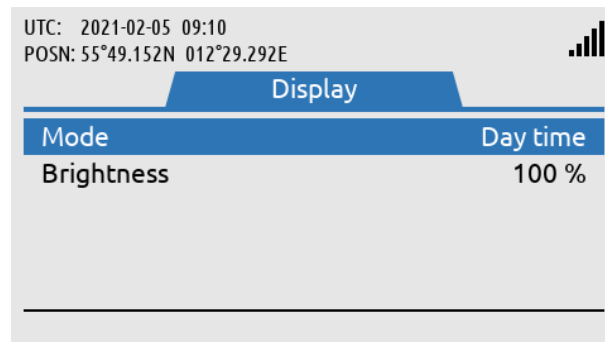 UTC: 2021-02-05 09:10
POSN: 55°49.152N 012°29.292E
Display
Mode Day time
Brightness 100 %